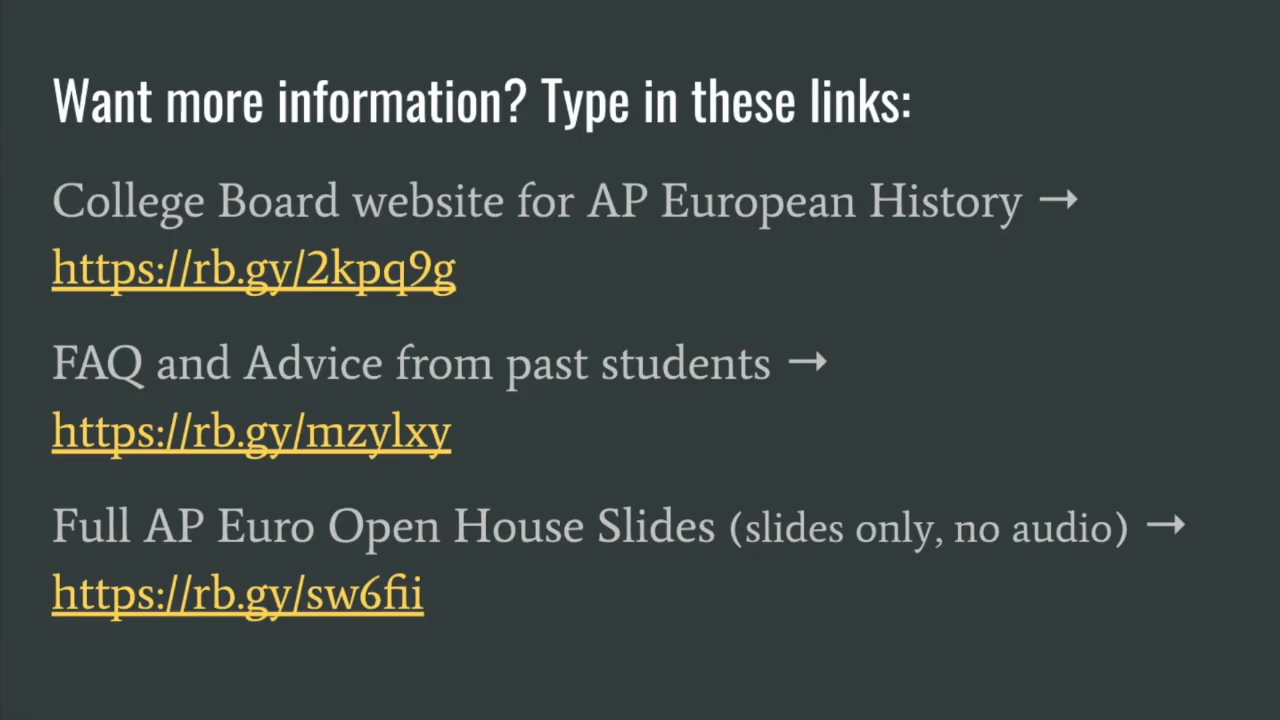 Want more information? Type in these links:
College Board website for AP European History →
https://rb.gy/2kpq9g
FAQ and Advice from past students →
https://rb.gy/mzylxy
Full AP Euro Open House Slides (slides only, no audio) →
https://rb.gy/sw6fii